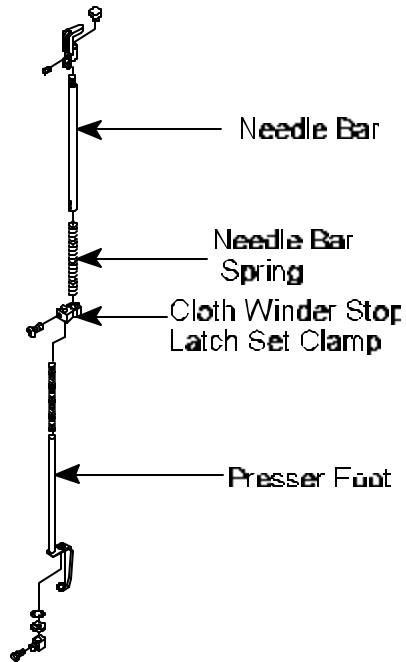 Needle Bar
Needle Bar
Spring
Cloth Winder Stop
Latch Set Clamp
Presser Foot